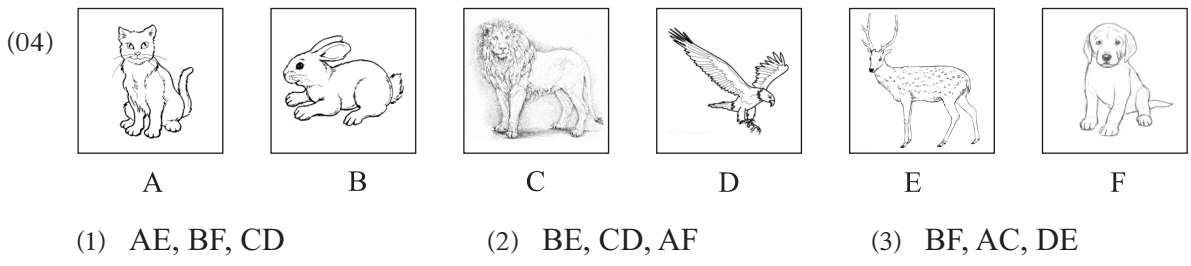 (04)
A B C D E F
(1) AE, BF, CD (2) BE, CD, AF (3) BF, AC, DE